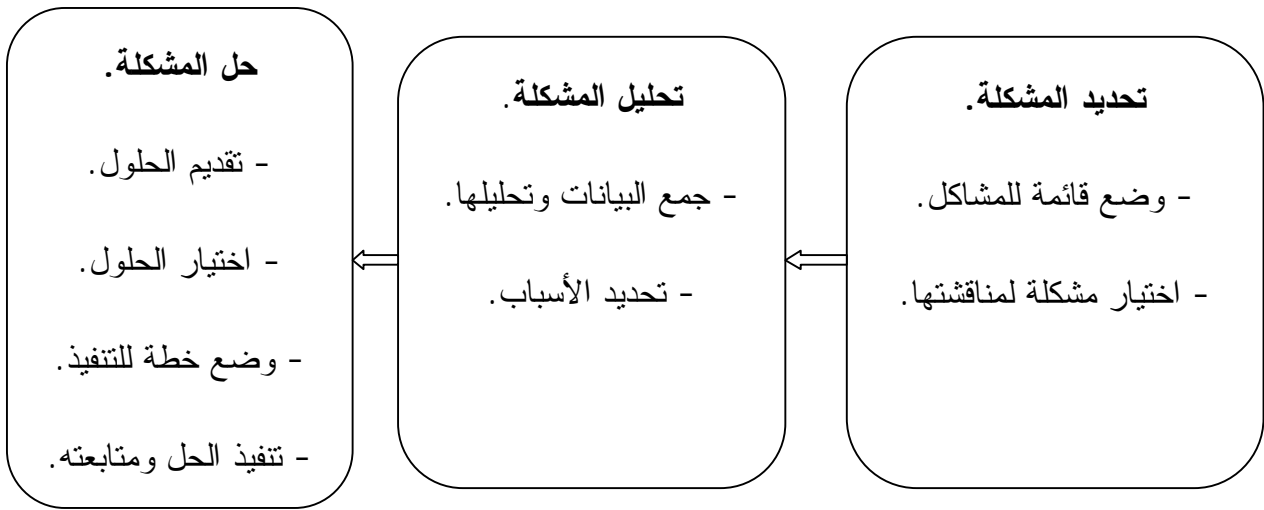 تحديد المشكلة.
- وضع قائمة للمشاكل.
- اختيار مشكلة لمناقشتها.
تحليل المشكلة.
- جمع البيانات وتحليلها.
- تحديد الأسباب.
حل المشكلة.
- تقديم الحلول.
- اختيار الحلول.
- وضع خطة للتنفيذ.
- تنفيذ الحل ومتابعته.